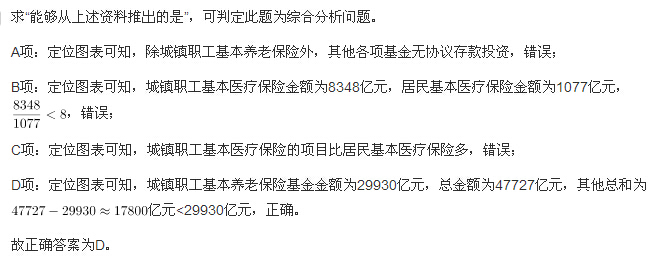 求“能够从上述资料推出的是”，可判定此题为综合分析问题。
A项：定位图表可知，除城镇职工基本养老保险外，其他各项基金无协议存款投资，错误；
B项：定位图表可知，城镇职工基本医疗保险金额为8348亿元，居民基本医疗保险金额为1077亿元，
8348/1077 < 8，错误；
C项：定位图表可知，城镇职工基本医疗保险的项目比居民基本医疗保险多，错误；
D项：定位图表可知，城镇职工基本养老保险基金金额为29930亿元，总金额为47727亿元，其他总和为
47727 − 29930 ≈ 17800亿元<29930亿元，正确。
故正确答案为D。